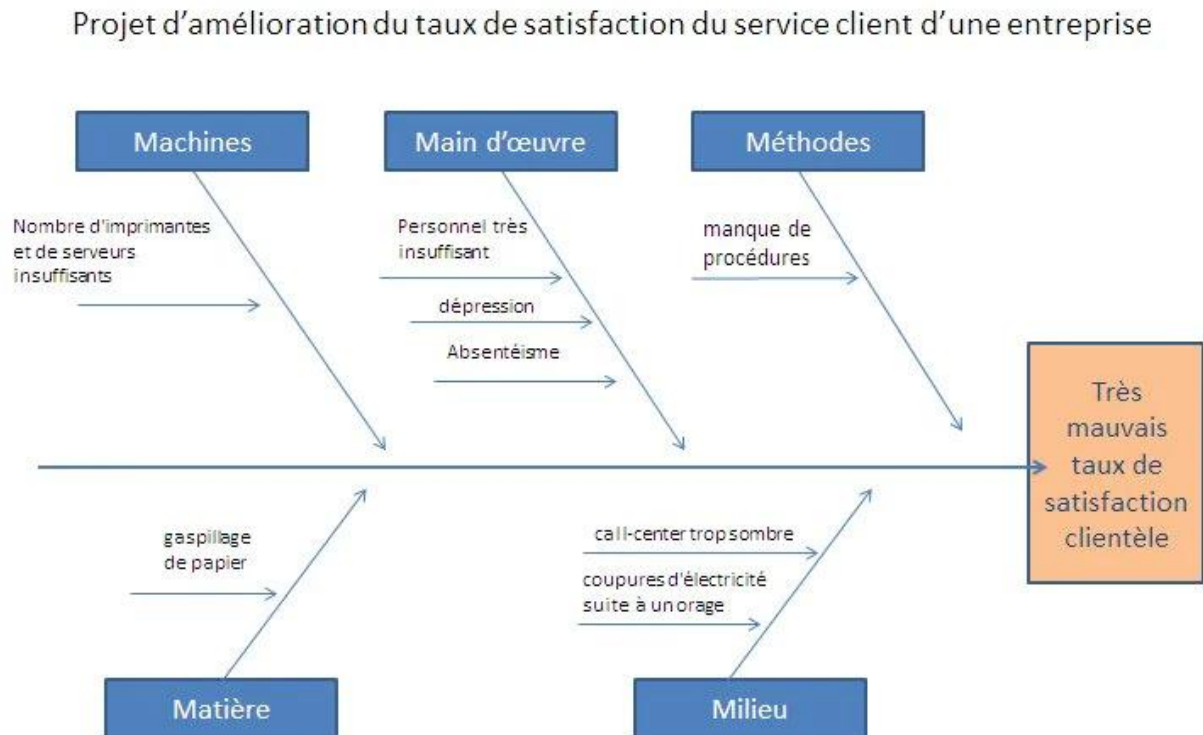 Projet d'amélioration du taux de satisfaction du service client d'une entreprise
Machines
Main d'œuvre
Méthodes
Nombre d'imprimantes
et de serveurs
insuffisants
Personnel très
insuffisant
dépression
Absentéisme
manque de
procédures
Très
mauvais
taux de
satisfaction
clientèle
gaspillage
de papier
call-center trop sombre
coupures d'électricité
suite à un orage
Matière
Milieu